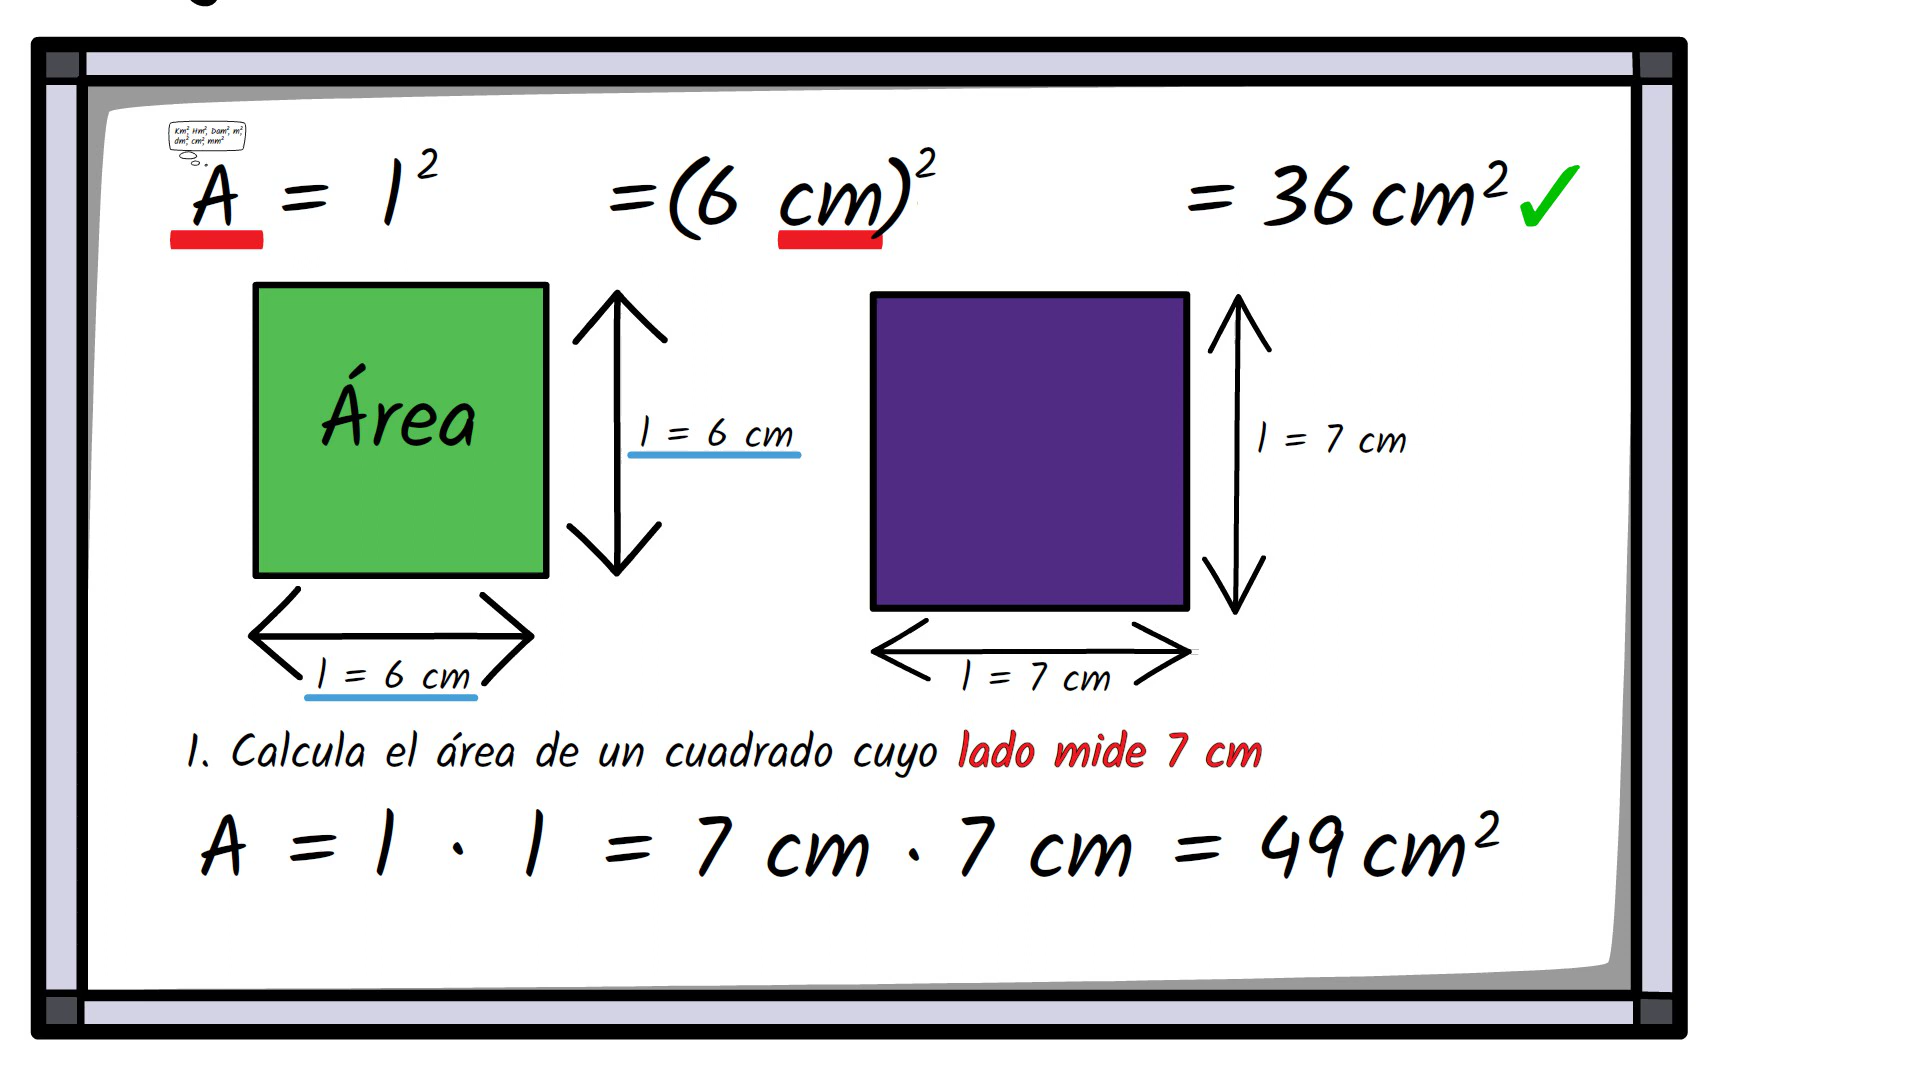 Km², Hm², Dam², m²,
dm², cm², mm²
A = l² =(6 cm)² = 36 cm² ✓
Área
l = 6 cm
l = 7 cm
l = 6 cm
l = 7 cm
1. Calcula el área de un cuadrado cuyo lado mide 7 cm
A = l · l = 7 cm · 7 cm = 49 cm²